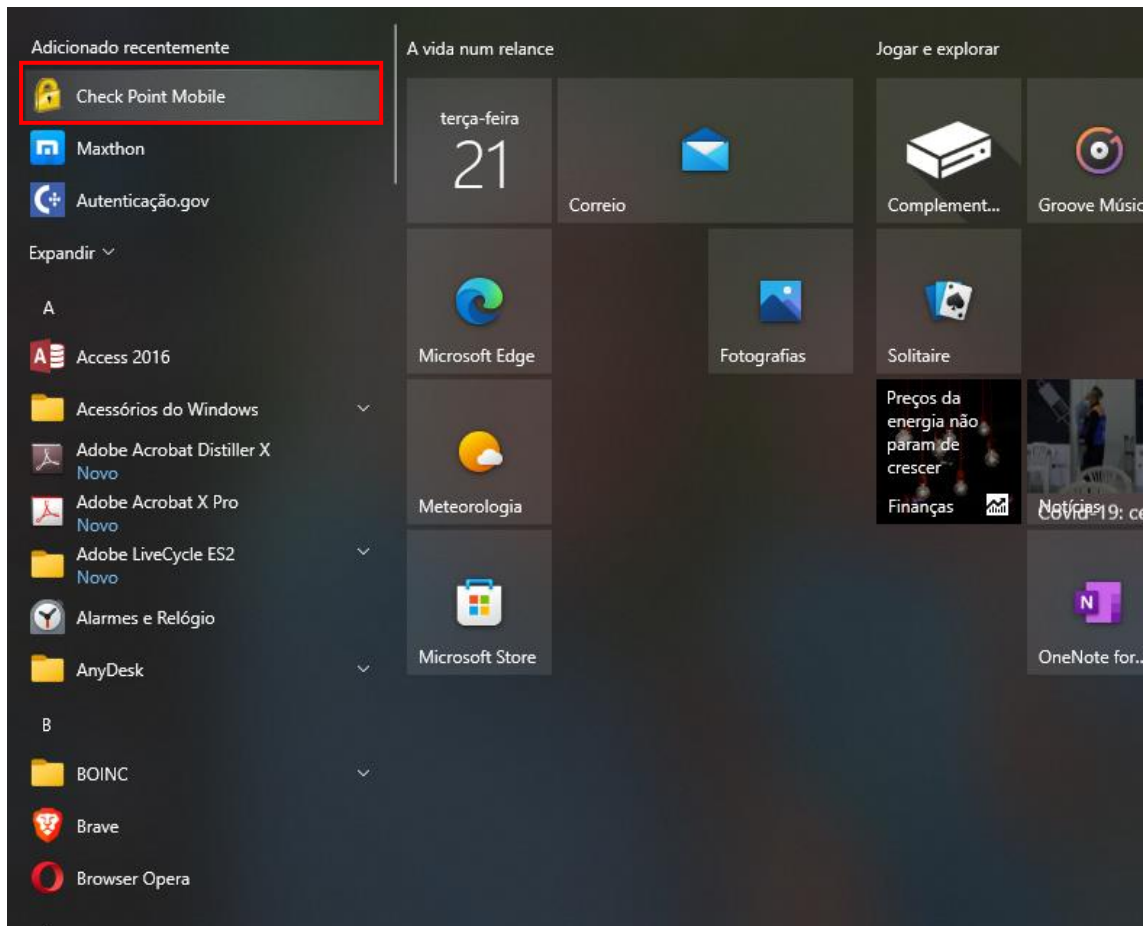 Adicionado recentemente
Check Point Mobile
Maxthon
Autenticação.gov
Expandir
A
Access 2016
Acessórios do Windows
Adobe Acrobat Distiller X
Novo
Adobe Acrobat X Pro
Novo
Adobe LiveCycle ES2
Novo
Alarmes e Relógio
AnyDesk
B
BOINC
Brave
Browser Opera
A vida num relance
terça-feira
21
Correio
Microsoft Edge
Fotografias
Meteorologia
Microsoft Store
Jogar e explorar
Complement...
Groove Músic
Solitaire
Preços da
energia não
param de
crescer
Finanças
Notícias
Covid-19: ce
OneNote for...